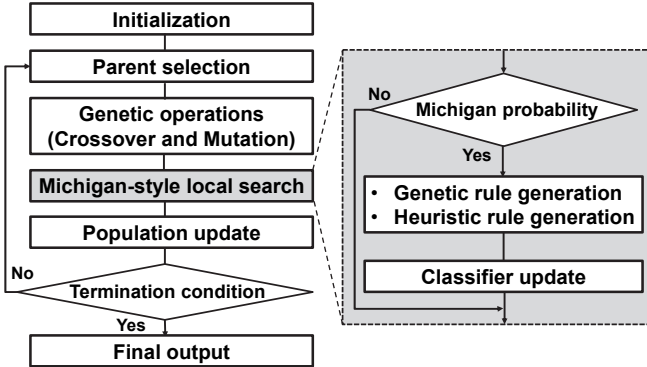 Initialization
Parent selection
Genetic operations
(Crossover and Mutation)
Michigan-style local search
Population update
No
Termination condition
Yes
Final output
No
Michigan probability
Yes
• Genetic rule generation
• Heuristic rule generation
Classifier update